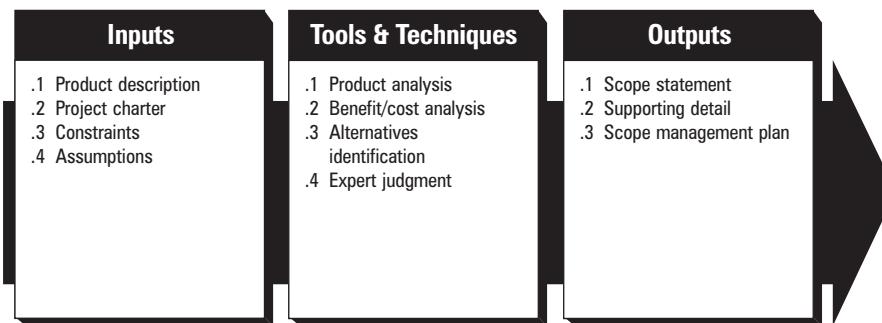 Inputs
.1 Product description
.2 Project charter
.3 Constraints
.4 Assumptions
Tools & Techniques
.1 Product analysis
.2 Benefit/cost analysis
.3 Alternatives
identification
.4 Expert judgment
Outputs
.1 Scope statement
.2 Supporting detail
.3 Scope management plan